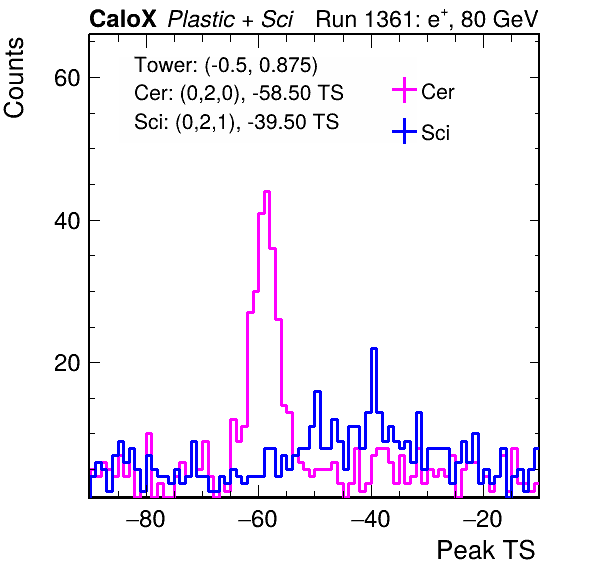 CaloX Plastic + Sci Run 1361: e+, 80 GeV
Tower: (-0.5, 0.875)
Cer: (0,2,0), -58.50 TS
Sci: (0,2,1), -39.50 TS
Cer
Sci
Counts
60
40
20
−80 −60 −40 −20
Peak TS